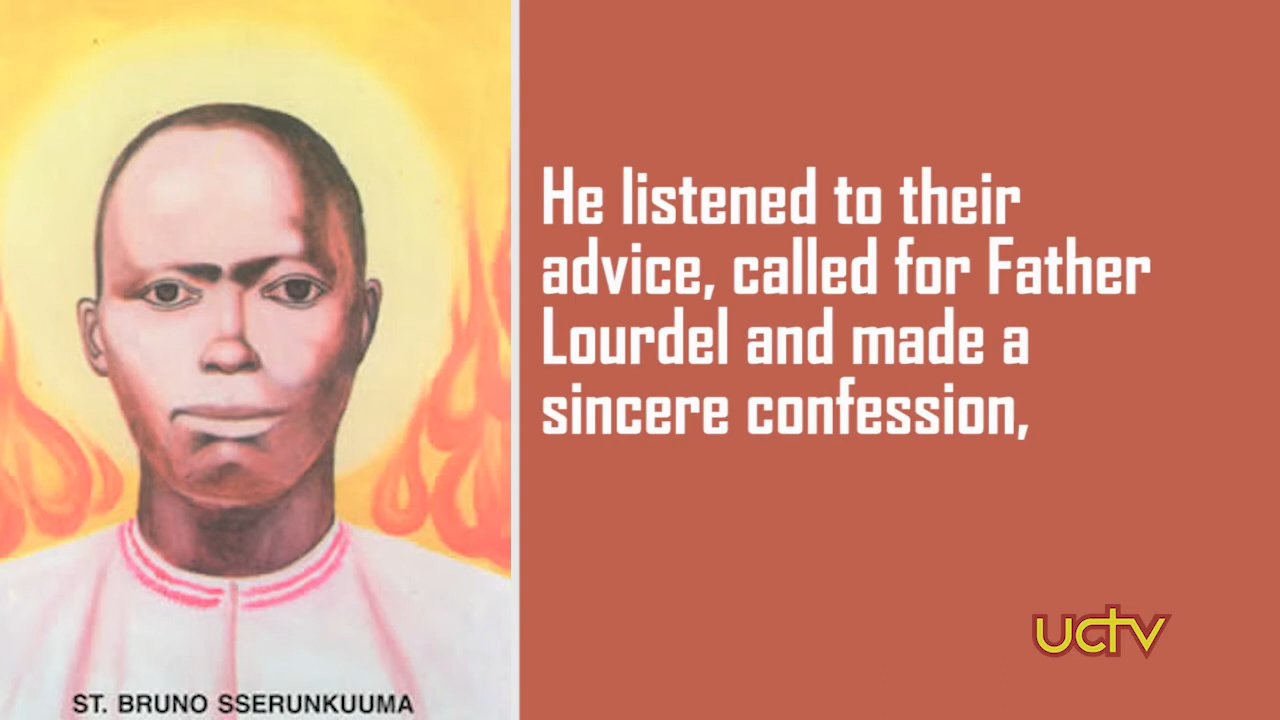 He listened to their
advice, called for Father
Lourdel and made a
sincere confession,
uctv
ST. BRUNO SSERUNKUUMA